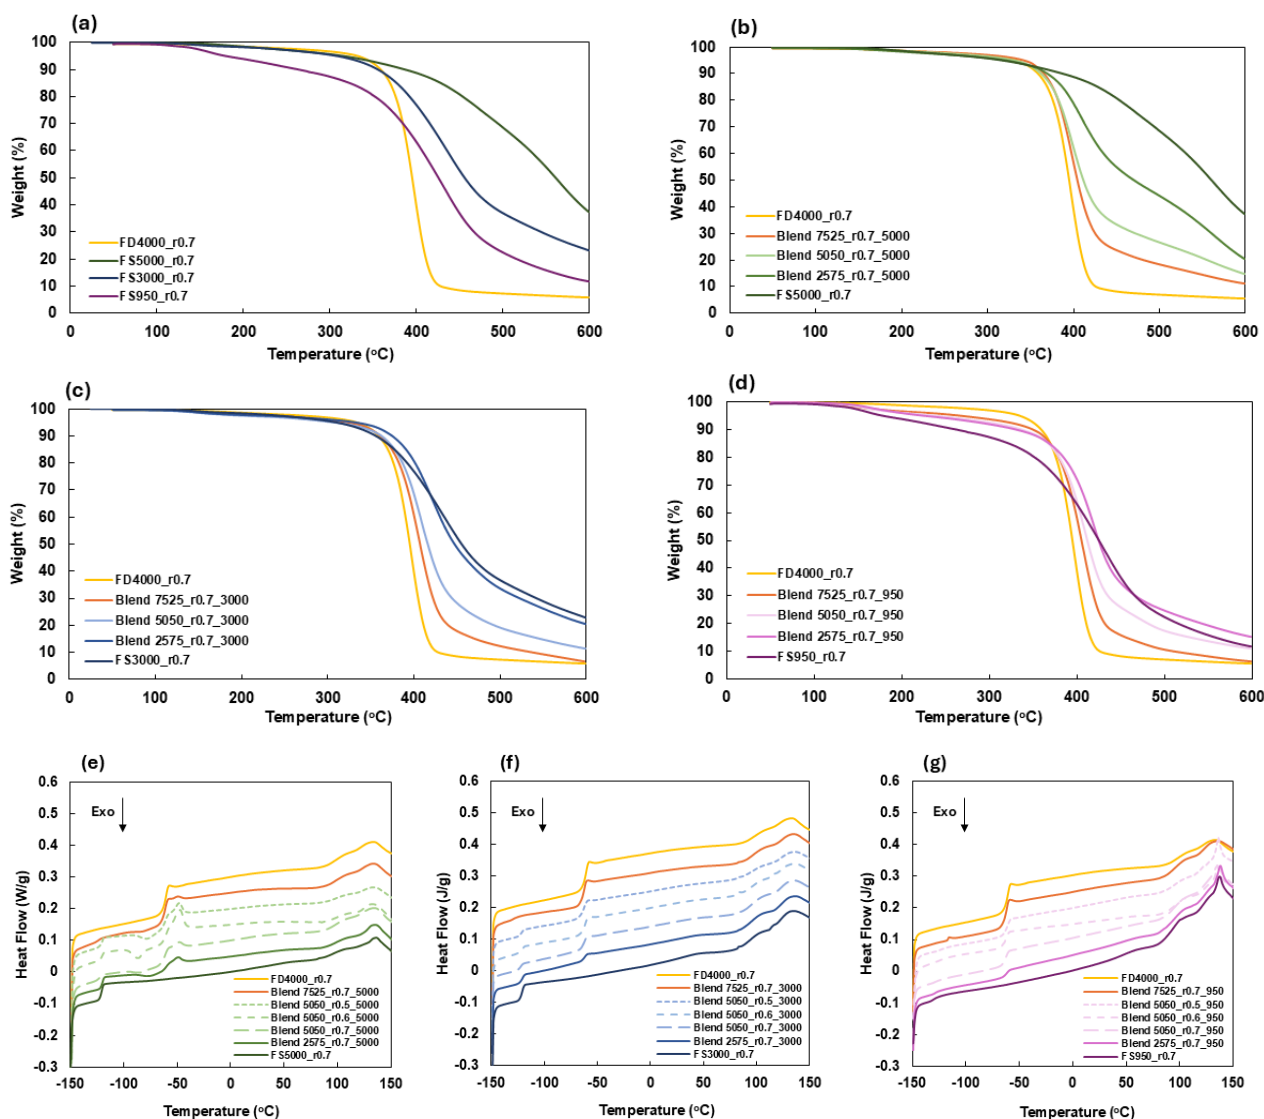 (a)
100
90
80
70
60
50
40
30
20
10
0
Weight (%)
FD4000_r0.7
FS5000_r0.7
FS3000_r0.7
FS950_r0.7
0 100 200 300 400 500 600
Temperature (oC)
(b)
100
90
80
70
60
50
40
30
20
10
0
Weight (%)
FD4000_r0.7
Blend 7525_r0.7_5000
Blend 5050_r0.7_5000
Blend 2575_r0.7_5000
FS5000_r0.7
0 100 200 300 400 500 600
Temperature (oC)
(c)
100
90
80
70
60
50
40
30
20
10
0
Weight (%)
FD4000_r0.7
Blend 7525_r0.7_3000
Blend 5050_r0.7_3000
Blend 2575_r0.7_3000
FS3000_r0.7
0 100 200 300 400 500 600
Temperature (oC)
(d)
100
90
80
70
60
50
40
30
20
10
0
Weight (%)
FD4000_r0.7
Blend 7525_r0.7_950
Blend 5050_r0.7_950
Blend 2575_r0.7_950
FS950_r0.7
0 100 200 300 400 500 600
Temperature (oC)
(e)
0.6
0.5
0.4
0.3
0.2
0.1
0
-0.1
-0.2
-0.3
Heat Flow (W/g)
Exo
FD4000_r0.7
Blend 7525_r0.7_5000
Blend 5050_r0.5_5000
Blend 5050_r0.6_5000
Blend 5050_r0.7_5000
Blend 2575_r0.7_5000
FS5000_r0.7
-150 -100 -50 0 50 100 150
Temperature (oC)
(f)
0.6
0.5
0.4
0.3
0.2
0.1
0
-0.1
-0.2
-0.3
Heat Flow (J/g)
Exo
FD4000_r0.7
Blend 7525_r0.7_3000
Blend 5050_r0.5_3000
Blend 5050_r0.6_3000
Blend 5050_r0.7_3000
Blend 2575_r0.7_3000
FS3000_r0.7
-150 -100 -50 0 50 100 150
Temperature (oC)
(g)
0.6
0.5
0.4
0.3
0.2
0.1
0
-0.1
-0.2
-0.3
Heat Flow (J/g)
Exo
FD4000_r0.7
Blend 7525_r0.7_950
Blend 5050_r0.5_950
Blend 5050_r0.6_950
Blend 5050_r0.7_950
Blend 2575_r0.7_950
FS950_r0.7
-150 -100 -50 0 50 100 150
Temperature (oC)